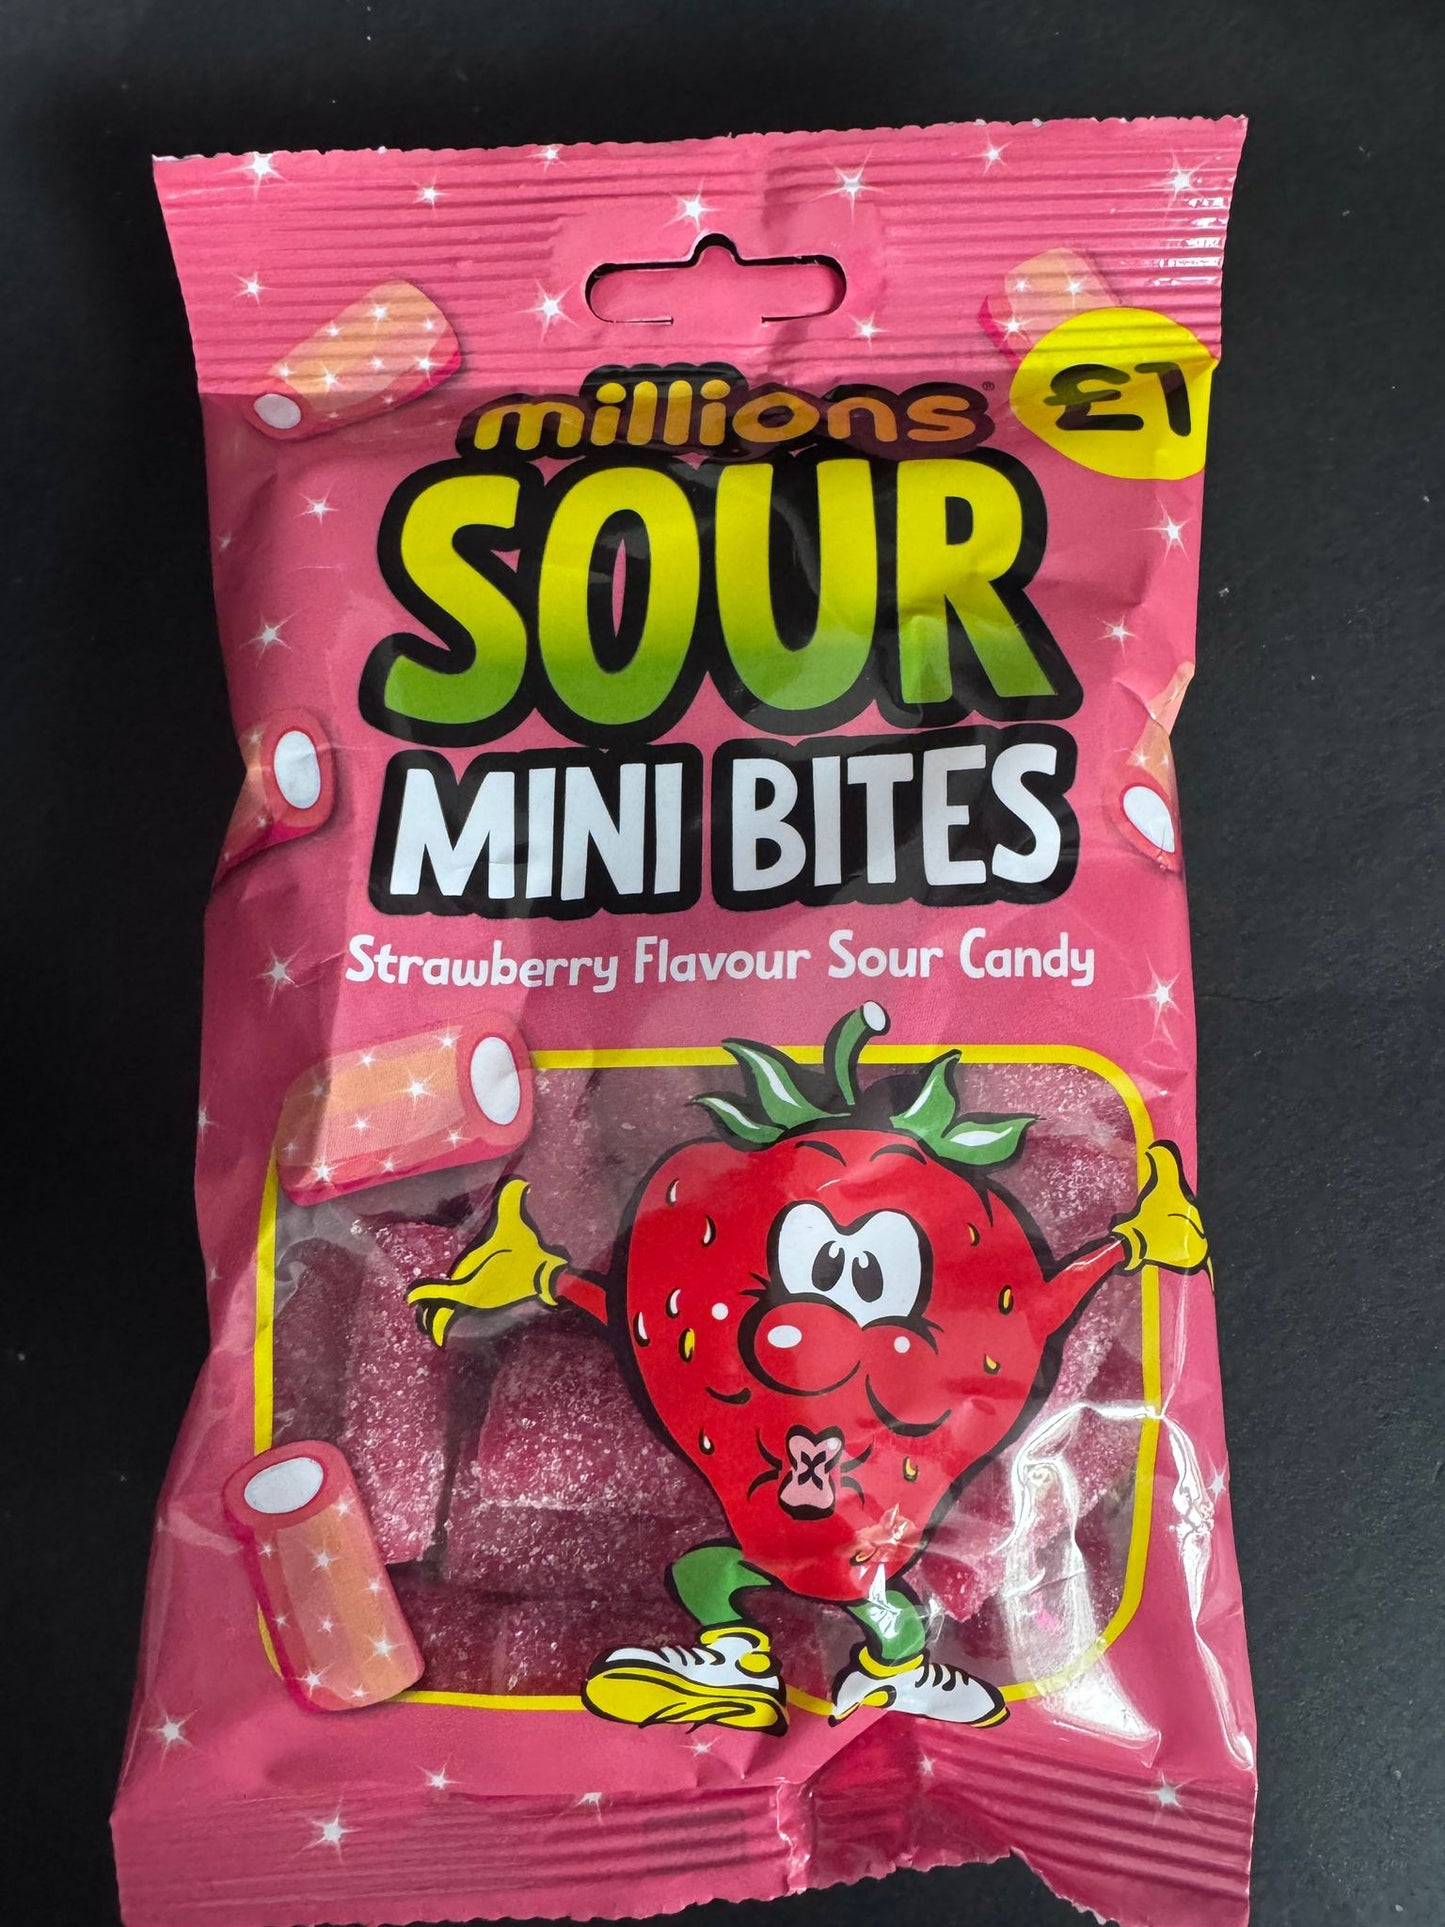 millions®
£1
SOUR
MINI BITES
Strawberry Flavour Sour Candy